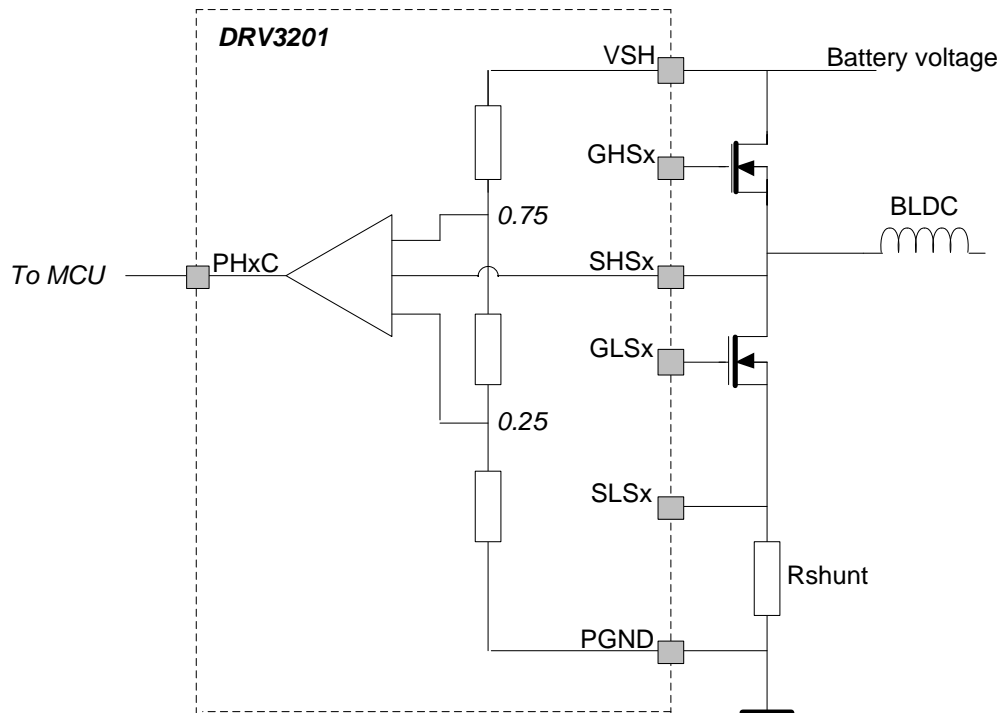 DRV3201
VSH
Battery voltage
GHSx
BLDC
0.75
To MCU
PHxC
SHSx
GLSx
0.25
SLSx
Rshunt
PGND